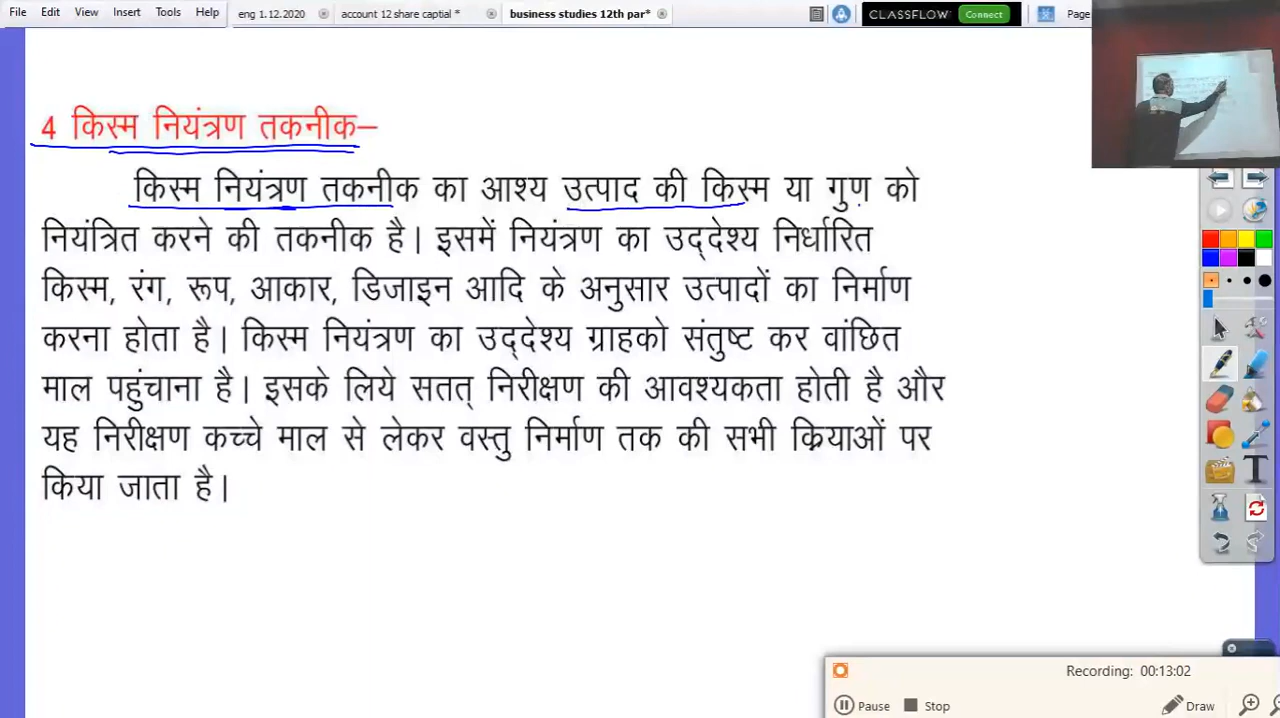 File Edit View Insert Tools Help eng 1.12.2020 account 12 share captial * business studies 12th par* CLASSFLOW Connect Page
4 किस्म नियंत्रण तकनीक–
किस्म नियंत्रण तकनीक का आश्य उत्पाद की किस्म या गुण को
नियंत्रित करने की तकनीक है। इसमें नियंत्रण का उद्‌देश्य निर्धारित
किस्म, रंग, रूप, आकार, डिजाइन आदि के अनुसार उत्पादों का निर्माण
करना होता है। किस्म नियंत्रण का उद्‌देश्य ग्राहको संतुष्ट कर वांछित
माल पहुंचाना है। इसके लिये सतत् निरीक्षण की आवश्यकता होती है और
यह निरीक्षण कच्चे माल से लेकर वस्तु निर्माण तक की सभी क्रियाओं पर
किया जाता है।
Recording: 00:13:02
Pause Stop Draw